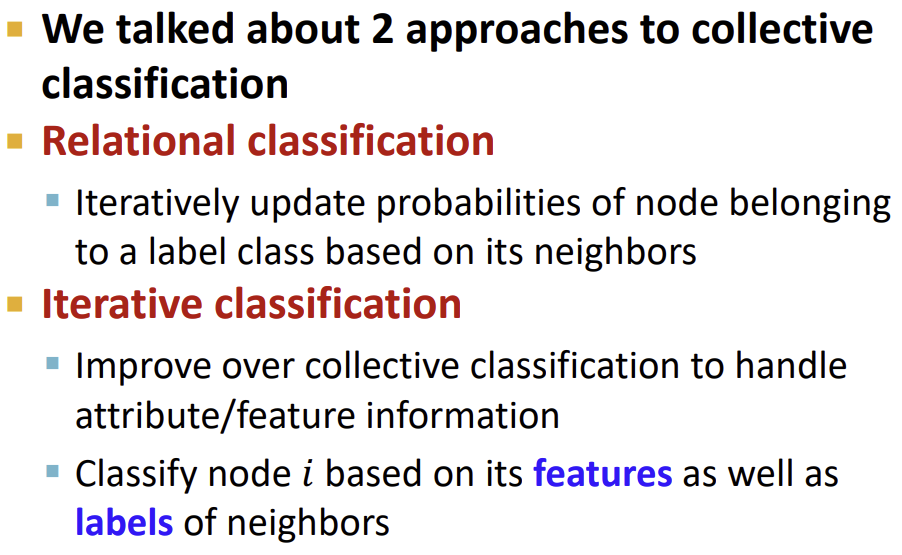 We talked about 2 approaches to collective
classification
Relational classification
Iteratively update probabilities of node belonging
to a label class based on its neighbors
Iterative classification
Improve over collective classification to handle
attribute/feature information
Classify node i based on its features as well as
labels of neighbors